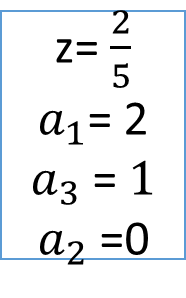 z= 2/5
a₁= 2
a₃ = 1
a₂ =0